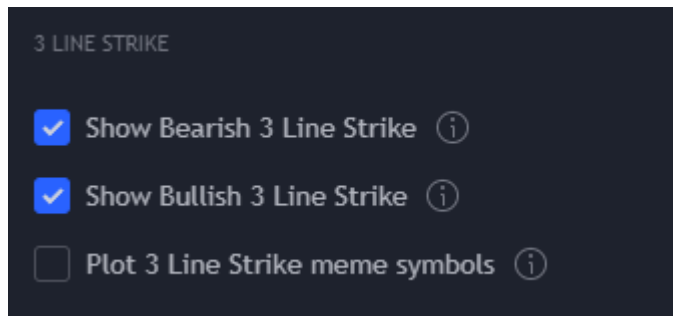 3 LINE STRIKE
Show Bearish 3 Line Strike
Show Bullish 3 Line Strike
Plot 3 Line Strike meme symbols